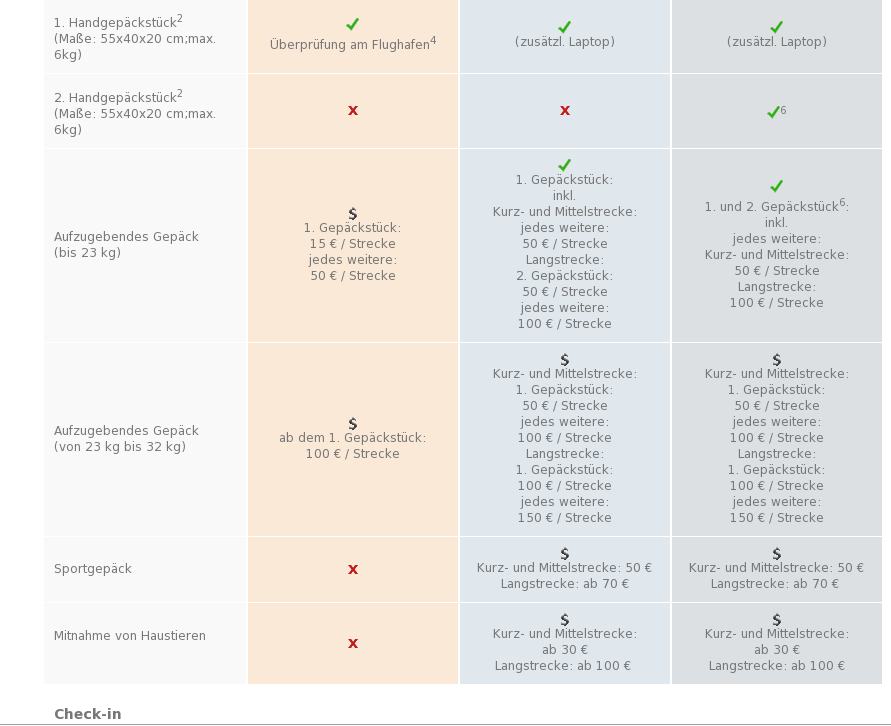 1. Handgepäckstück2
(Maße: 55x40x20 cm;max.
6kg)
Überprüfung am Flughafen4
(zusätzl. Laptop)
(zusätzl. Laptop)
2. Handgepäckstück2
(Maße: 55x40x20 cm;max.
6kg)
x
x
6
Aufzugebendes Gepäck
(bis 23 kg)
$
1. Gepäckstück:
15 € / Strecke
jedes weitere:
50 € / Strecke
1. Gepäckstück:
inkl.
Kurz- und Mittelstrecke:
jedes weitere:
50 € / Strecke
Langstrecke:
2. Gepäckstück:
50 € / Strecke
jedes weitere:
100 € / Strecke
1. und 2. Gepäckstück6:
inkl.
jedes weitere:
Kurz- und Mittelstrecke:
50 € / Strecke
Langstrecke:
100 € / Strecke
Aufzugebendes Gepäck
(von 23 kg bis 32 kg)
$
ab dem 1. Gepäckstück:
100 € / Strecke
$
Kurz- und Mittelstrecke:
1. Gepäckstück:
50 € / Strecke
jedes weitere:
100 € / Strecke
Langstrecke:
1. Gepäckstück:
100 € / Strecke
jedes weitere:
150 € / Strecke
$
Kurz- und Mittelstrecke:
1. Gepäckstück:
50 € / Strecke
jedes weitere:
100 € / Strecke
Langstrecke:
1. Gepäckstück:
100 € / Strecke
jedes weitere:
150 € / Strecke
Sportgepäck
x
$
Kurz- und Mittelstrecke: 50 €
Langstrecke: ab 70 €
$
Kurz- und Mittelstrecke: 50 €
Langstrecke: ab 70 €
Mitnahme von Haustieren
x
$
Kurz- und Mittelstrecke:
ab 30 €
Langstrecke: ab 100 €
$
Kurz- und Mittelstrecke:
ab 30 €
Langstrecke: ab 100 €
Check-in